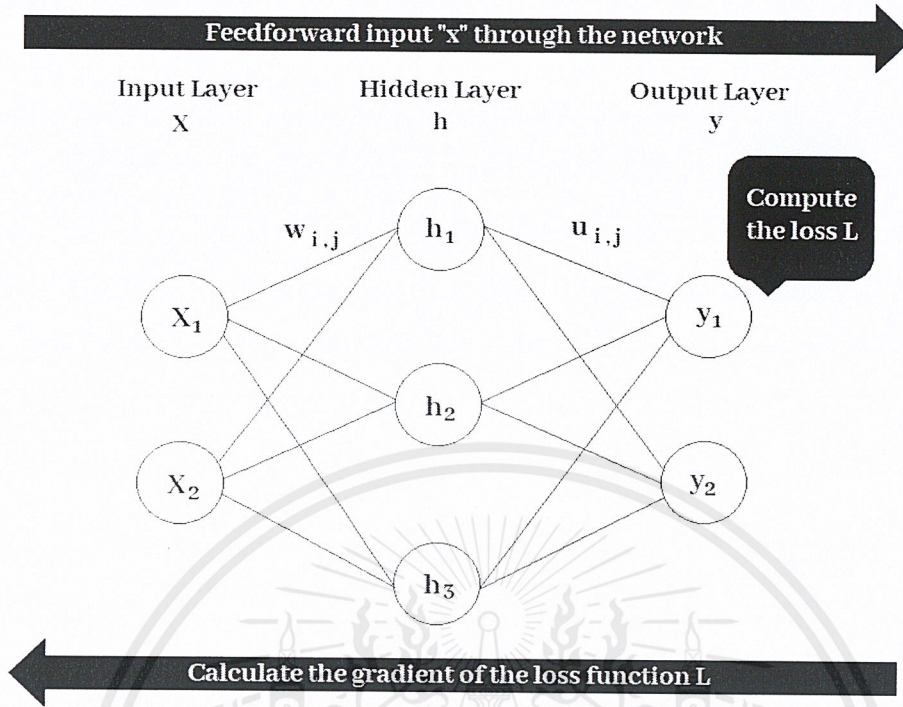 Feedforward input "x" through the network
Input Layer Hidden Layer Output Layer
X h y
Compute
the loss L
w i,j u i,j
h1
X1 y1
h2
X2 y2
h3
Calculate the gradient of the loss function L